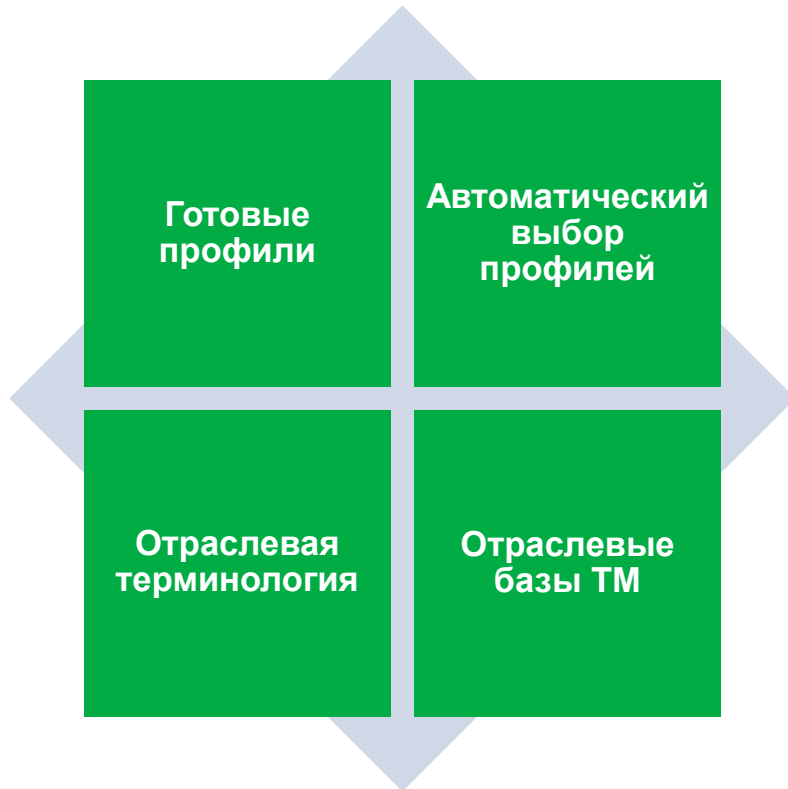 Готовые
профили
Автоматический
выбор
профилей
Отраслевая
терминология
Отраслевые
базы ТМ